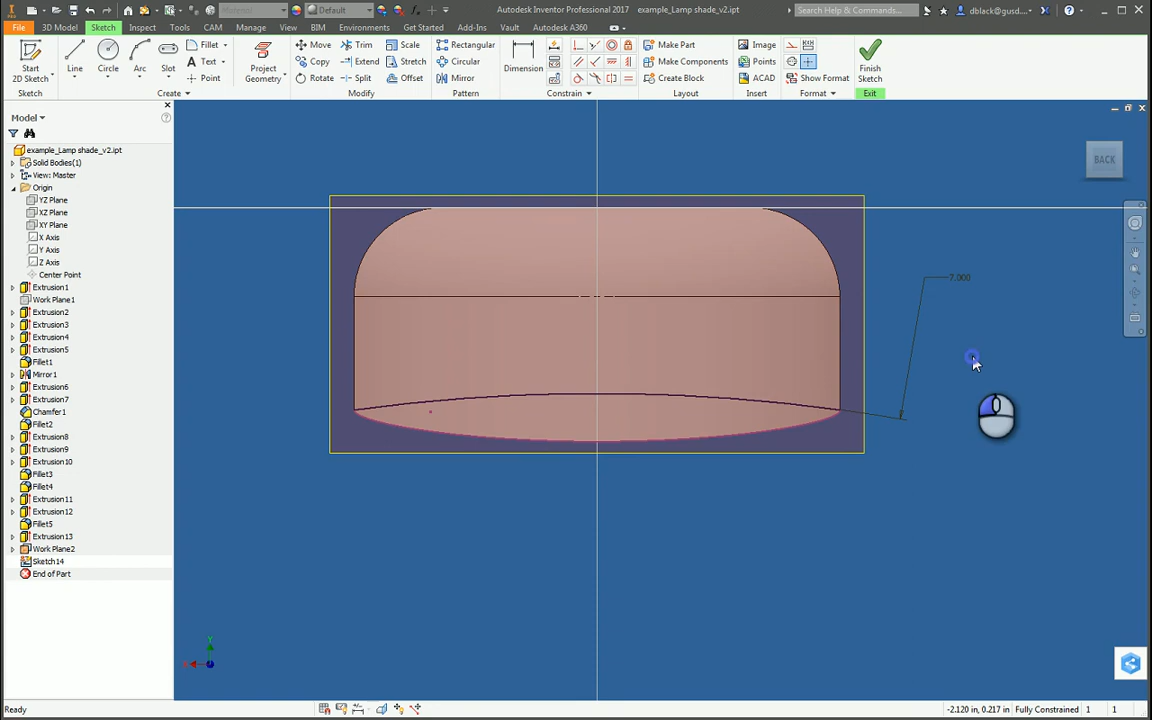 Autodesk Inventor Professional 2017 example_Lamp shade_v2.ipt
Search Help & Commands...
dblack@gusd....
Default
File 3D Model Sketch Inspect Tools CAM Manage View BIM Environments Get Started Add-Ins Vault Autodesk A360
Start
2D Sketch
Sketch
Line Circle Arc Slot
Fillet
Text
Point
Create
Project
Geometry
Move Trim Scale
Copy Extend Stretch
Rotate Split Offset
Modify
Rectangular
Circular
Mirror
Pattern
Dimension
Constrain
Make Part
Make Components
Create Block
Layout
Image
Points
ACAD
Insert
Show Format
Format
Finish
Sketch
Exit
Model
example_Lamp shade_v2.ipt
Solid Bodies(1)
View: Master
Origin
YZ Plane
XZ Plane
XY Plane
X Axis
Y Axis
Z Axis
Center Point
Extrusion1
Work Plane1
Extrusion2
Extrusion3
Extrusion4
Extrusion5
Fillet1
Mirror1
Extrusion6
Extrusion7
Chamfer1
Fillet2
Extrusion8
Extrusion9
Extrusion10
Fillet3
Fillet4
Extrusion11
Extrusion12
Fillet5
Extrusion13
Work Plane2
Sketch14
End of Part
BACK
7.000
Y
Ready
-2.120 in, 0.217 in Fully Constrained 1 1